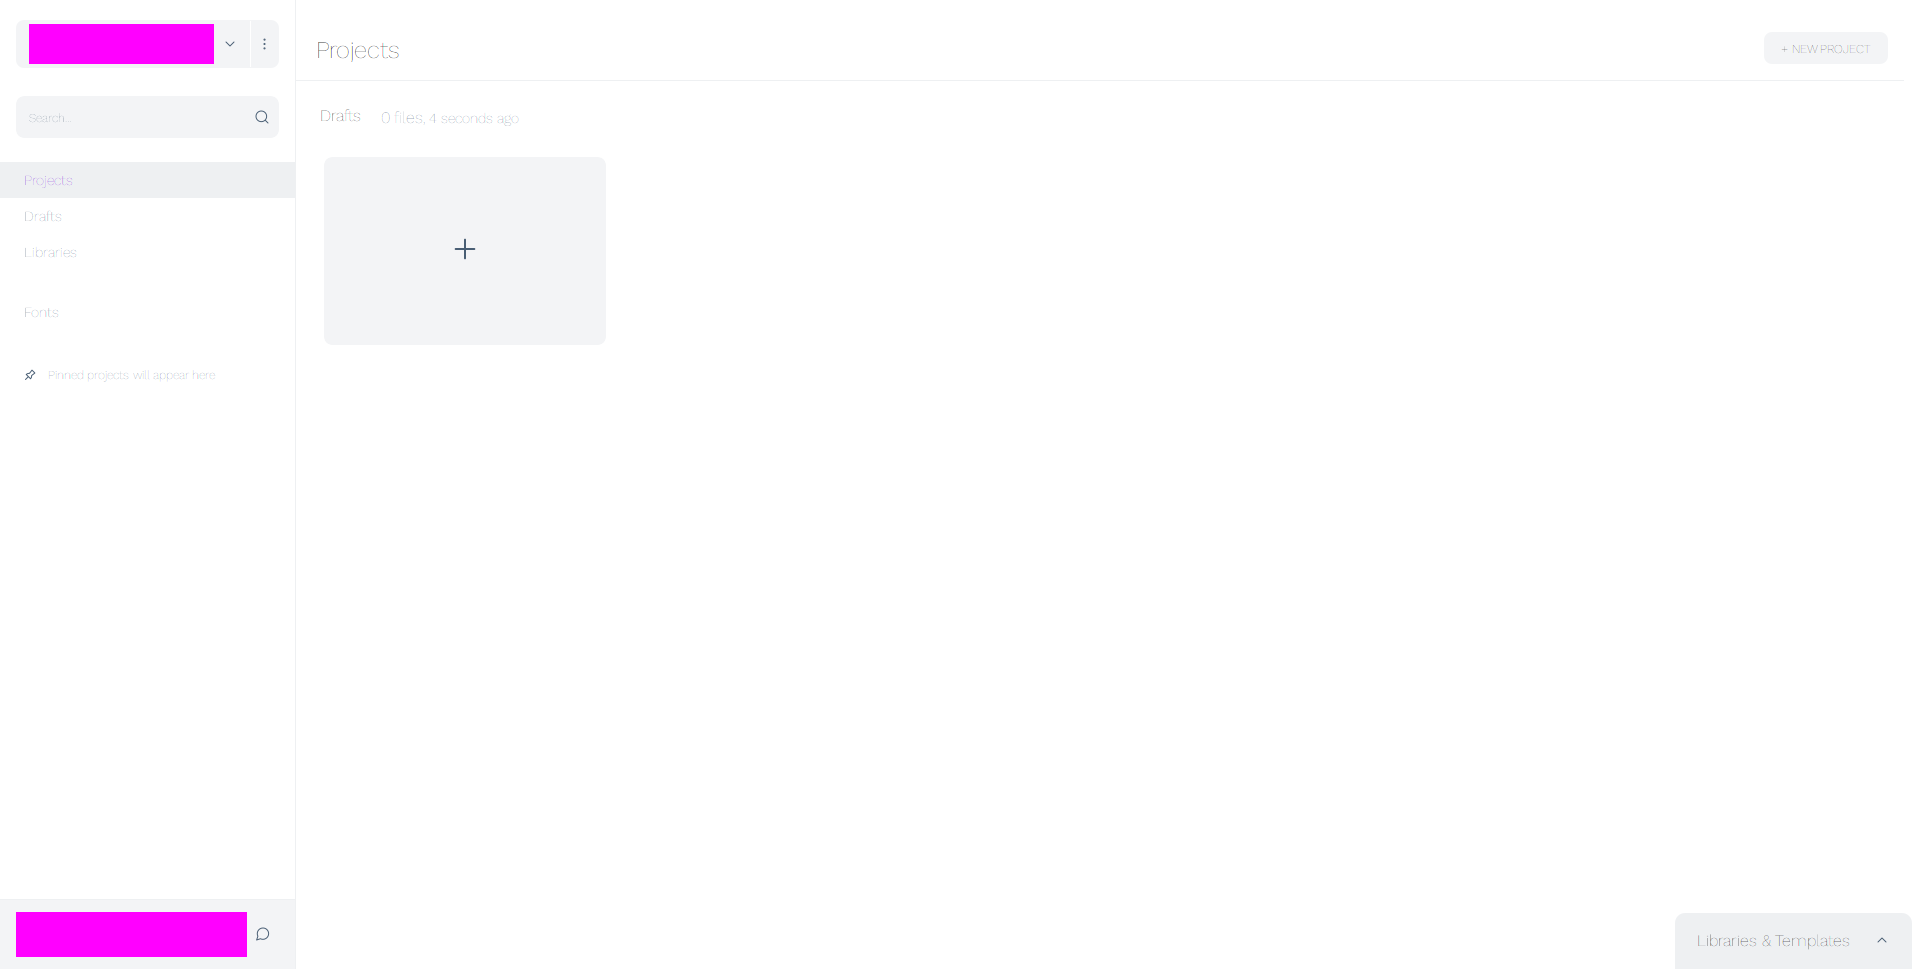 Projects
+ NEW PROJECT
Search...
Drafts
0 files, 4 seconds ago
Projects
Drafts
Libraries
Fonts
Pinned projects will appear here
Libraries & Templates